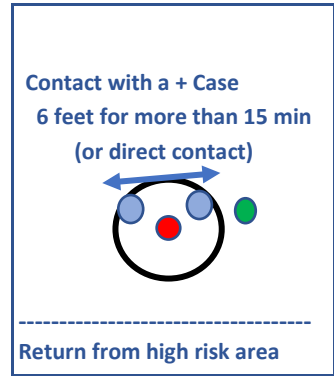 Contact with a + Case
6 feet for more than 15 min
(or direct contact)
------------------------------------
Return from high risk area